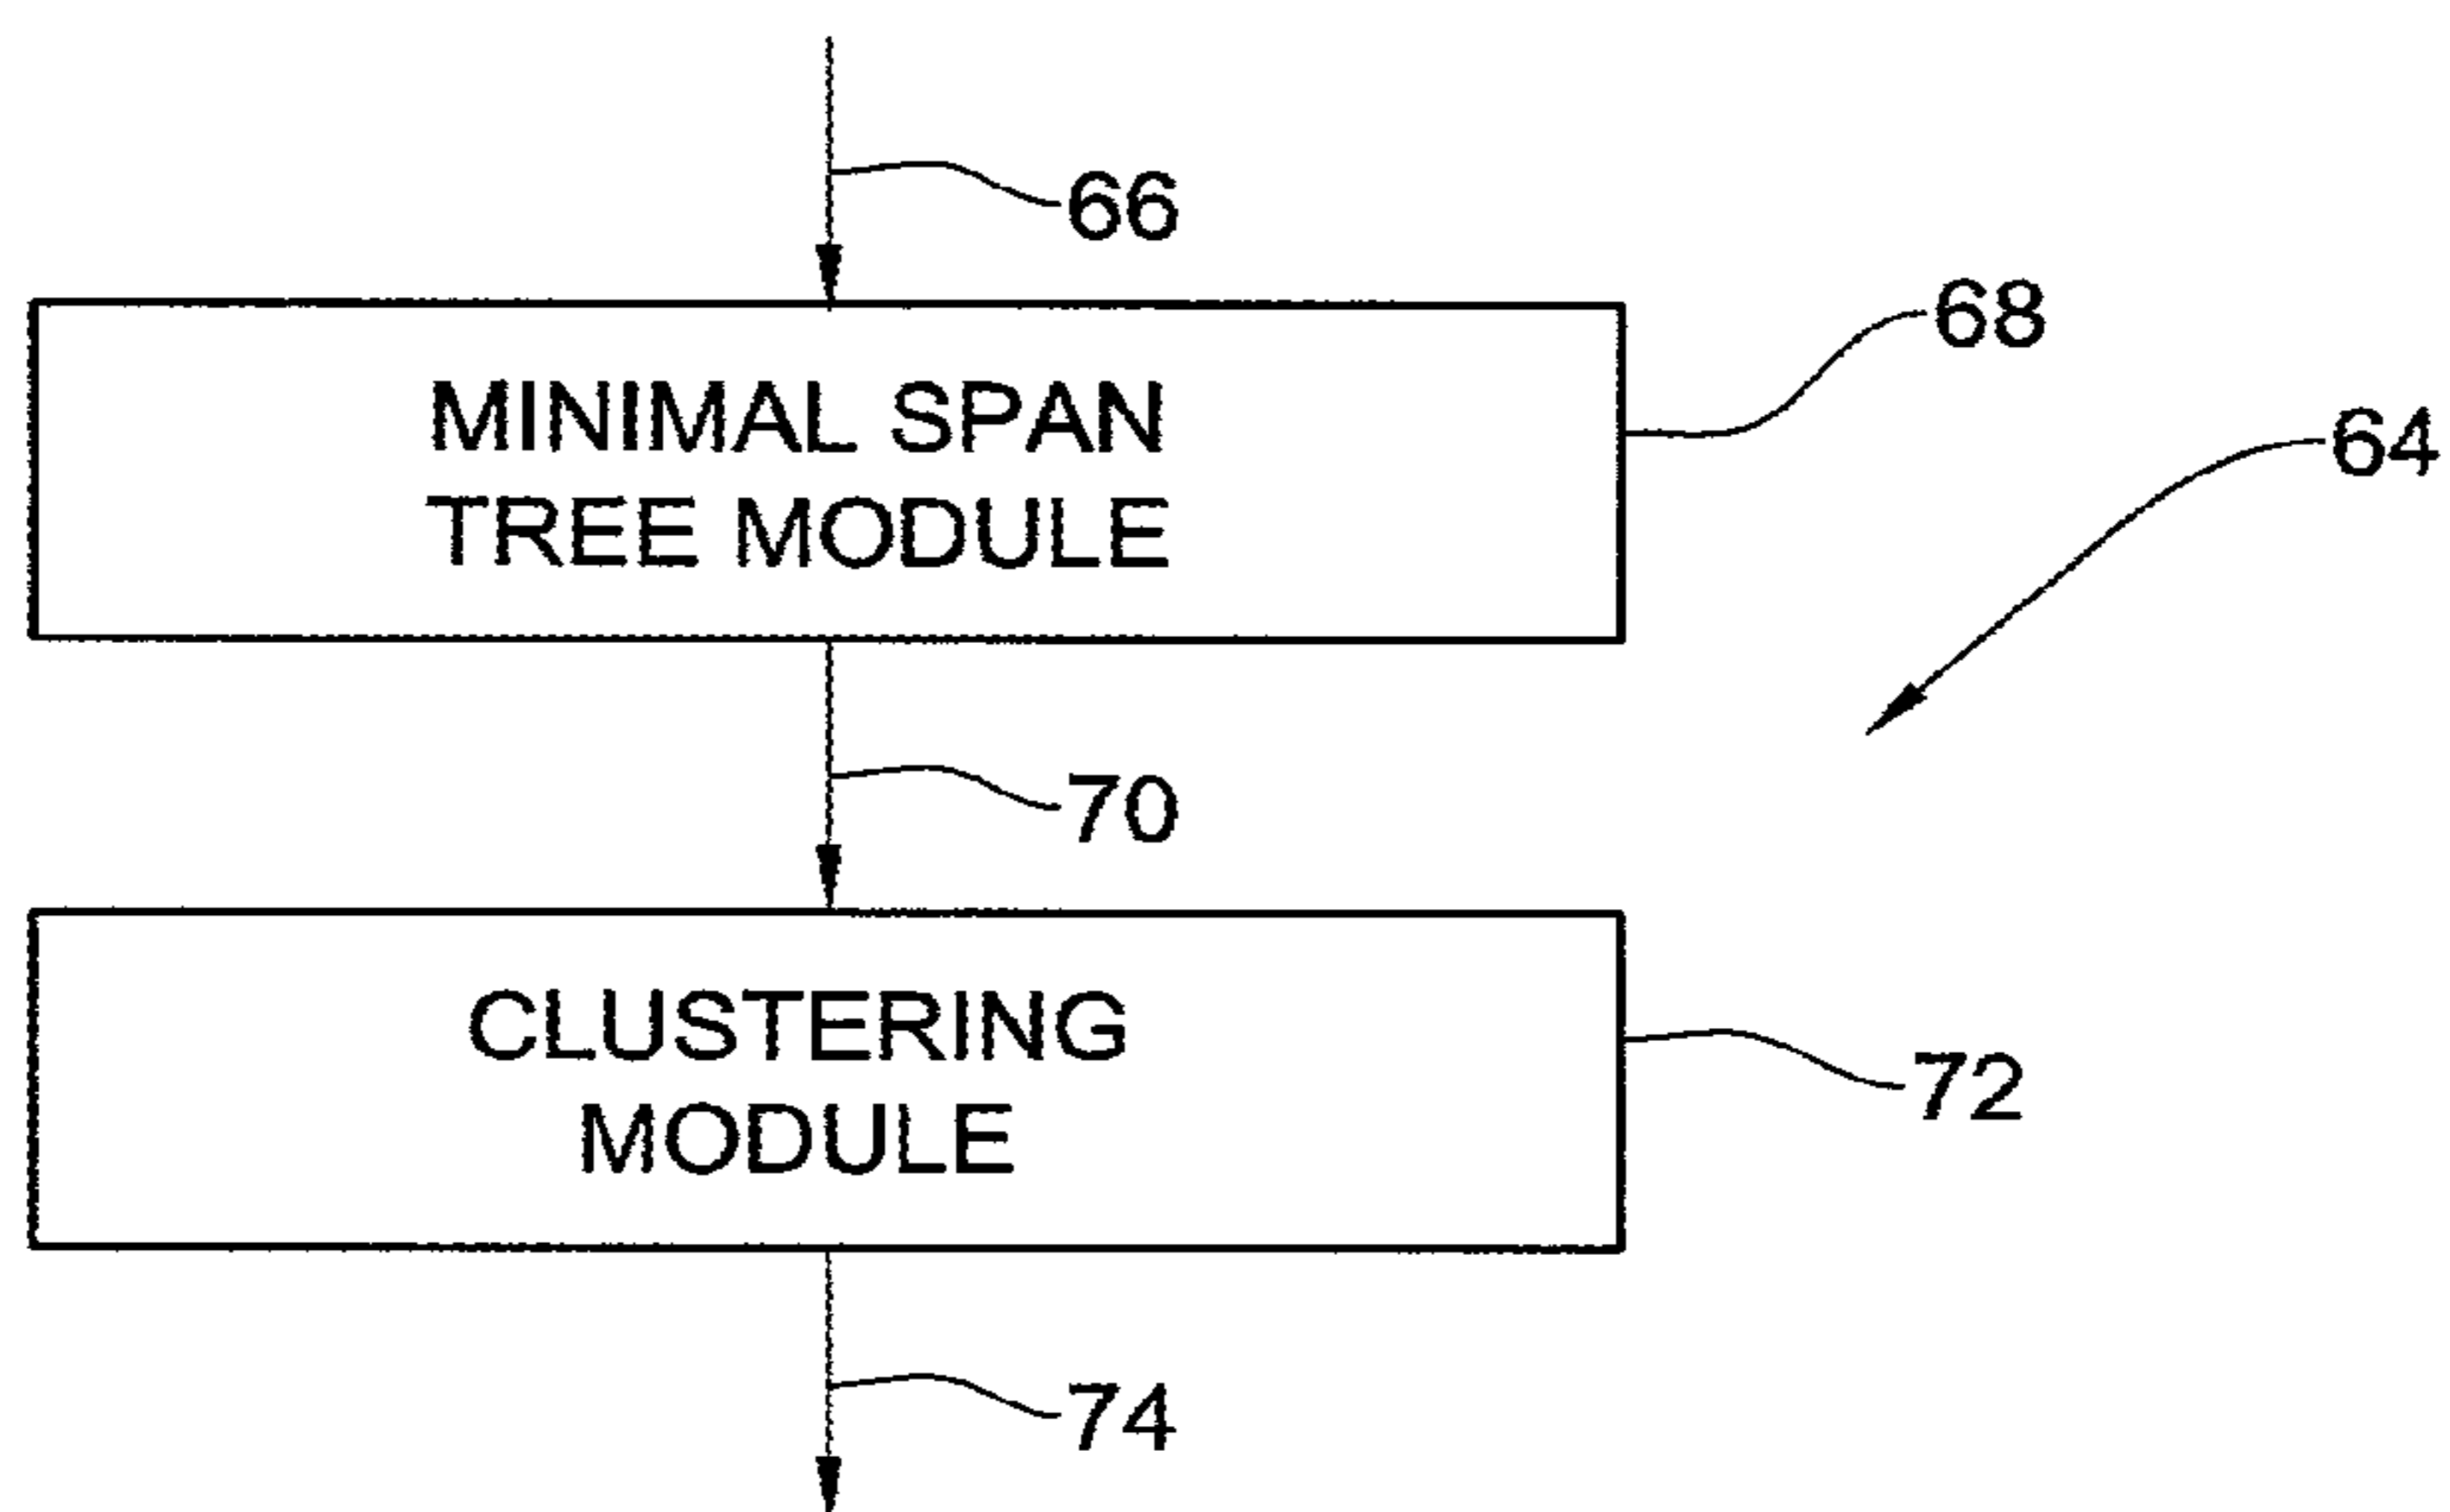 66
68
MINIMAL SPAN
TREE MODULE
64
70
CLUSTERING
MODULE
72
74